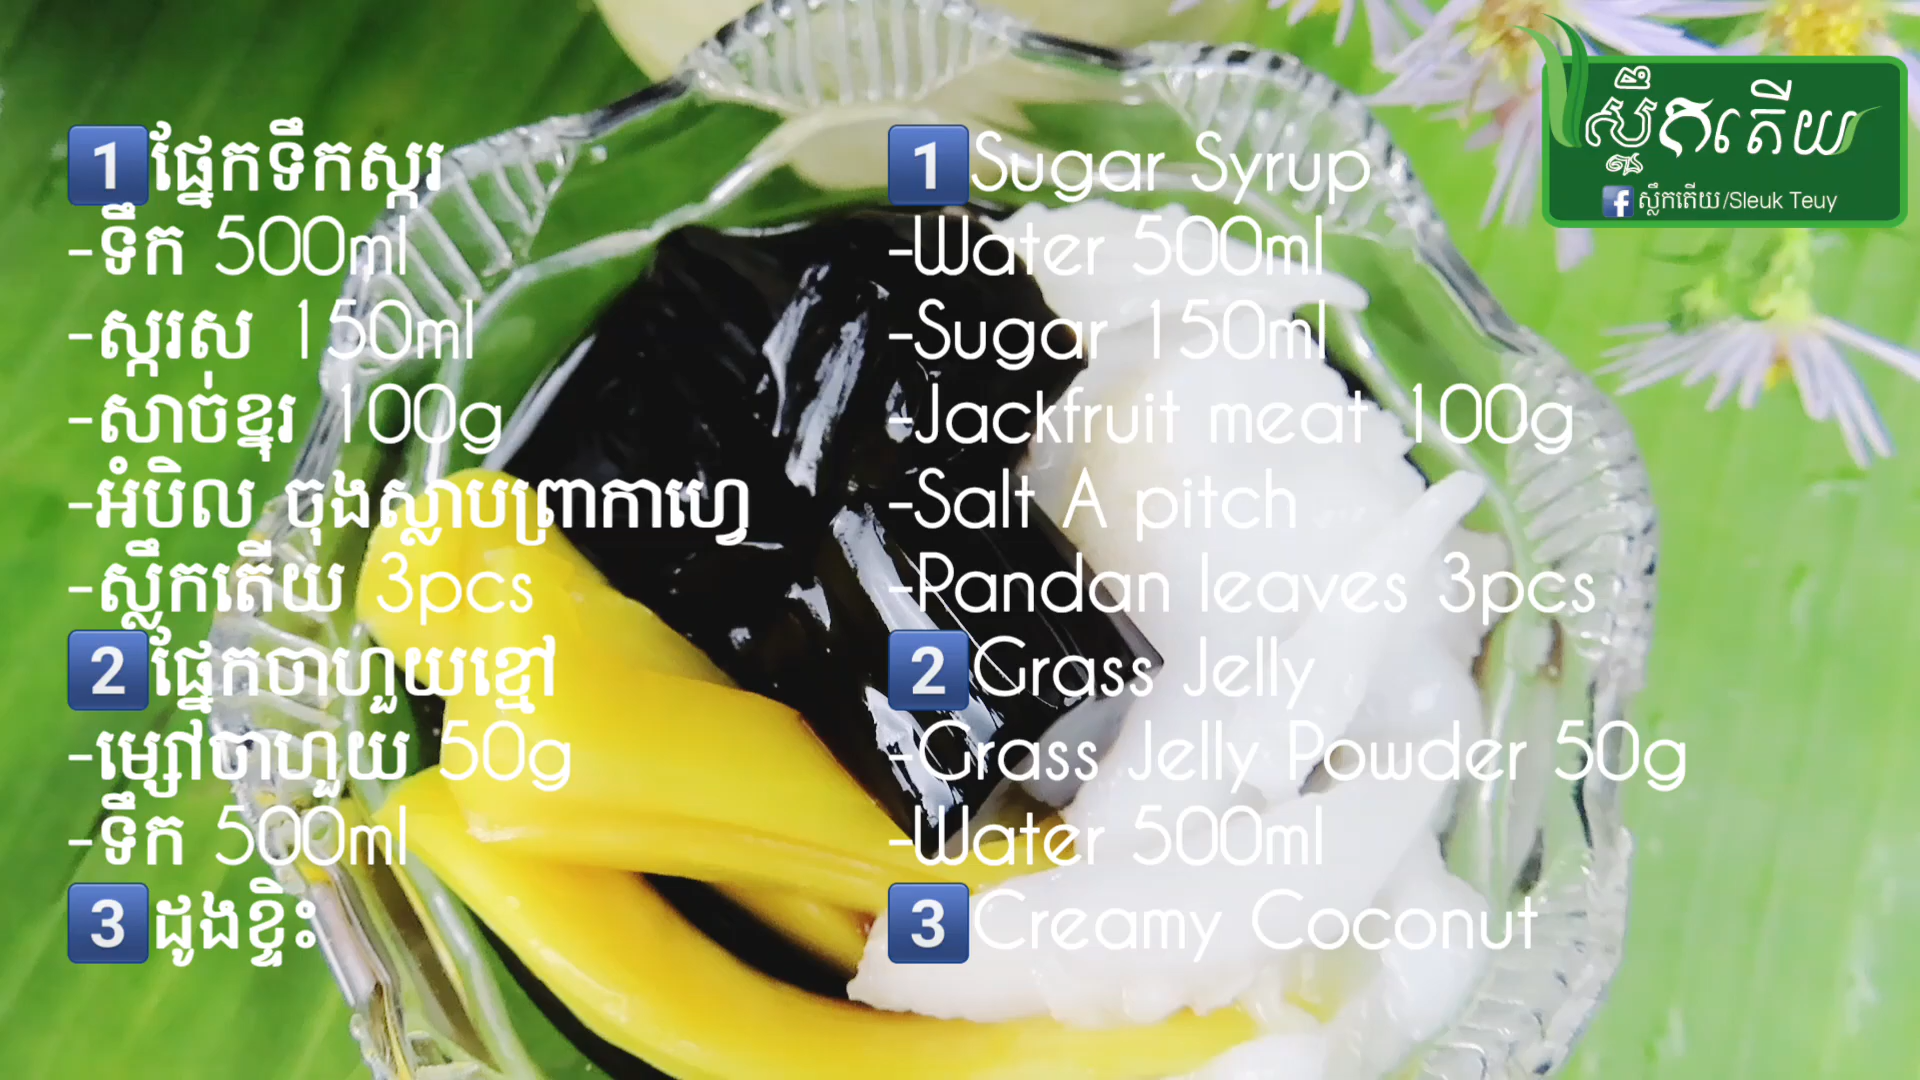 1 ផ្នែកទឹកស្ករ
-ទឹក 500ml
-ស្ករស 150ml
-សាច់ខ្នុរ 100g
-អំបិល ចុងស្លាបព្រាកាហ្វេ
-ស្លឹកតើយ 3pcs
2 ផ្នែកចាហួយខ្មៅ
-ម្សៅចាហួយ 50g
-ទឹក 500ml
3 ដូងខ្ទិះ
1 Sugar Syrup
-Water 500ml
-Sugar 150ml
-Jackfruit meat 100g
-Salt A pitch
-Pandan leaves 3pcs
2 Grass Jelly
-Grass Jelly Powder 50g
-Water 500ml
3 Creamy Coconut
ស្លឹកតើយ
ស្លឹកតើយ/Sleuk Teuy